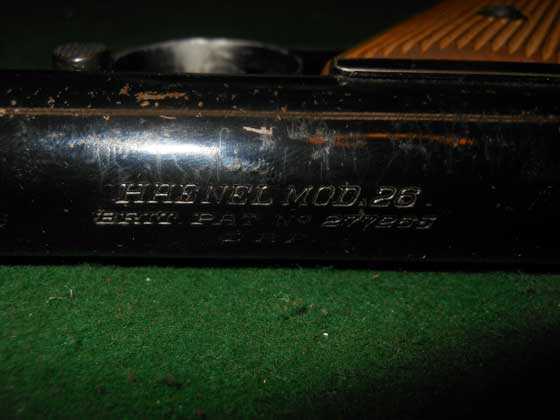 HAENEL MOD. 26.
BRIT. PAT No 277265
D.R.P.